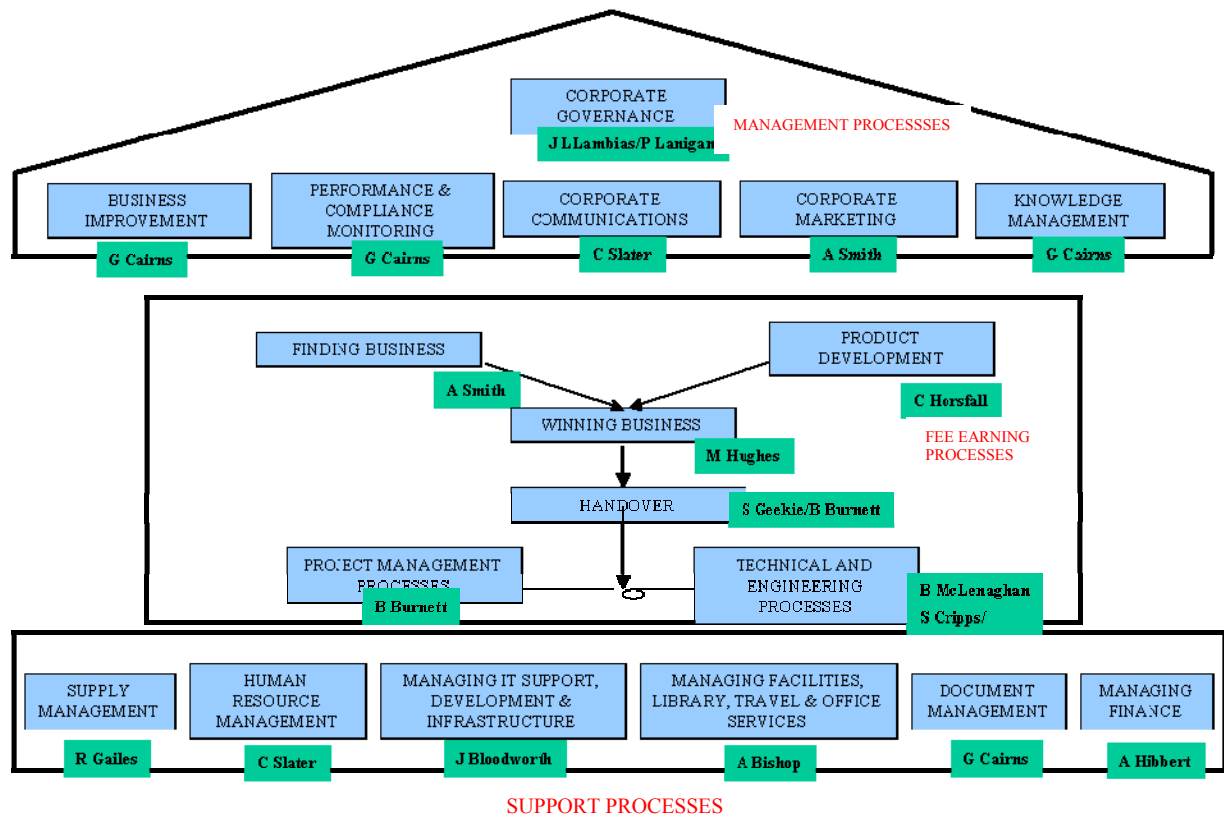 CORPORATE
GOVERNANCE
J LLambias/P Lanigan
MANAGEMENT PROCESSSES
BUSINESS
IMPROVEMENT
G Cairns
PERFORMANCE &
COMPLIANCE
MONITORING
G Cairns
CORPORATE
COMMUNICATIONS
C Slater
CORPORATE
MARKETING
A Smith
KNOWLEDGE
MANAGEMENT
G Cairns
FINDING BUSINESS
A Smith
PRODUCT
DEVELOPMENT
C Horsfall
WINNING BUSINESS
M Hughes
FEE EARNING
PROCESSES
HANDOVER
S Geekie/B Burnett
PROJECT MANAGEMENT
PROCESSES
B Burnett
TECHNICAL AND
ENGINEERING
PROCESSES
B McLenaghan
S Cripps/
SUPPLY
MANAGEMENT
R Gailes
HUMAN
RESOURCE
MANAGEMENT
C Slater
MANAGING IT SUPPORT,
DEVELOPMENT &
INFRASTRUCTURE
J Bloodworth
MANAGING FACILITIES,
LIBRARY, TRAVEL & OFFICE
SERVICES
A Bishop
DOCUMENT
MANAGEMENT
G Cairns
MANAGING
FINANCE
A Hibbert
SUPPORT PROCESSES